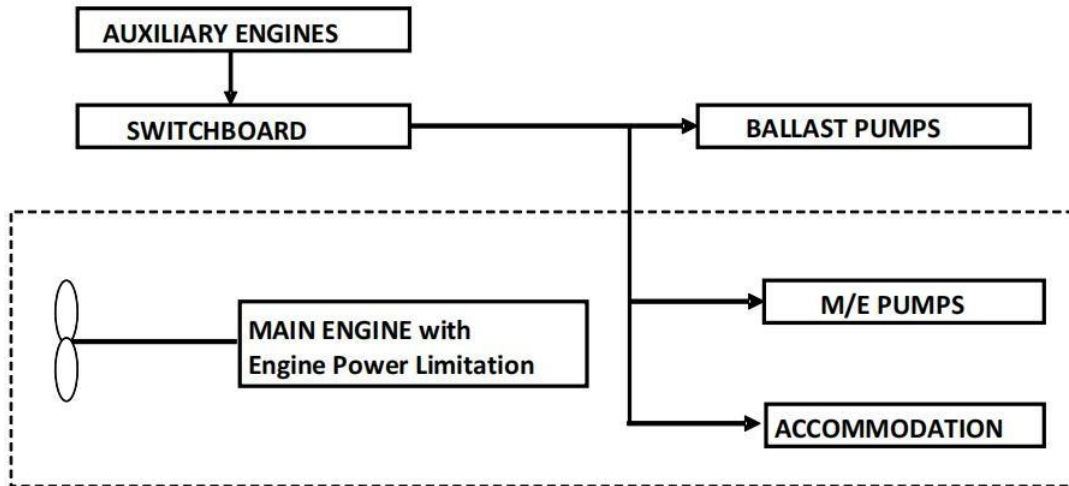 AUXILIARY ENGINES
SWITCHBOARD
BALLAST PUMPS
M/E PUMPS
MAIN ENGINE with
Engine Power Limitation
ACCOMMODATION